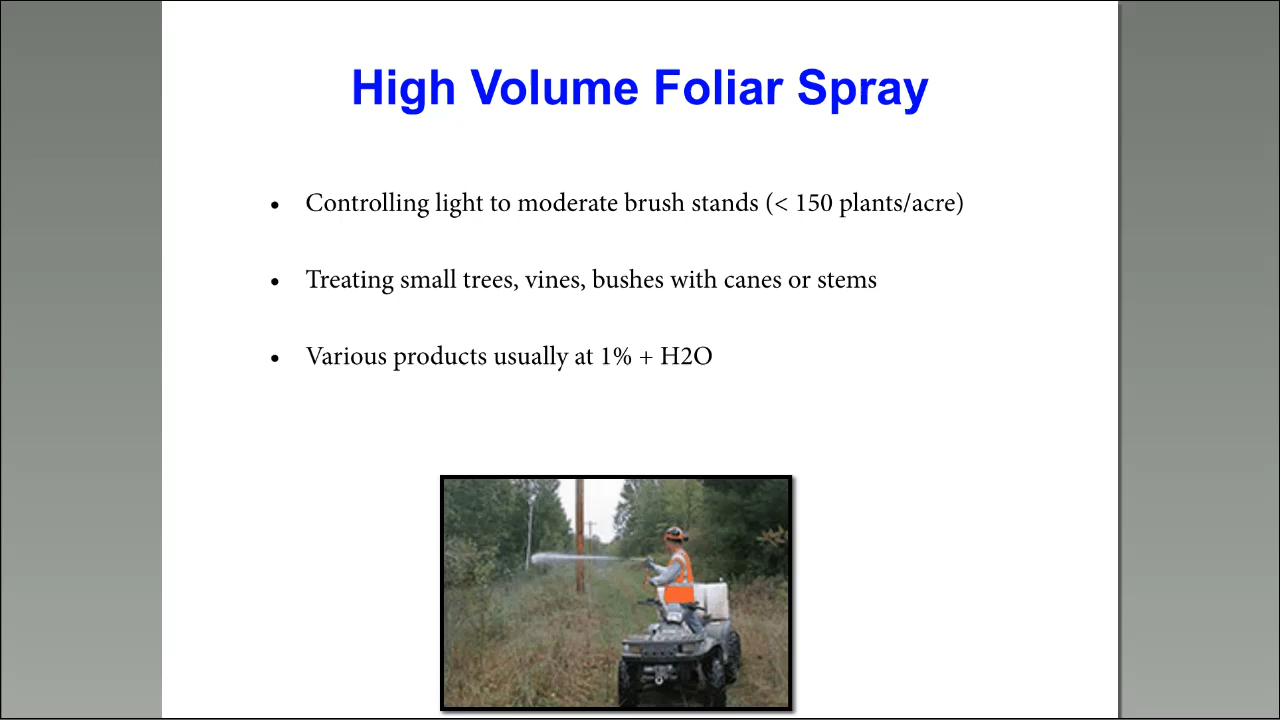 High Volume Foliar Spray
• Controlling light to moderate brush stands (< 150 plants/acre)
• Treating small trees, vines, bushes with canes or stems
• Various products usually at 1% + H2O